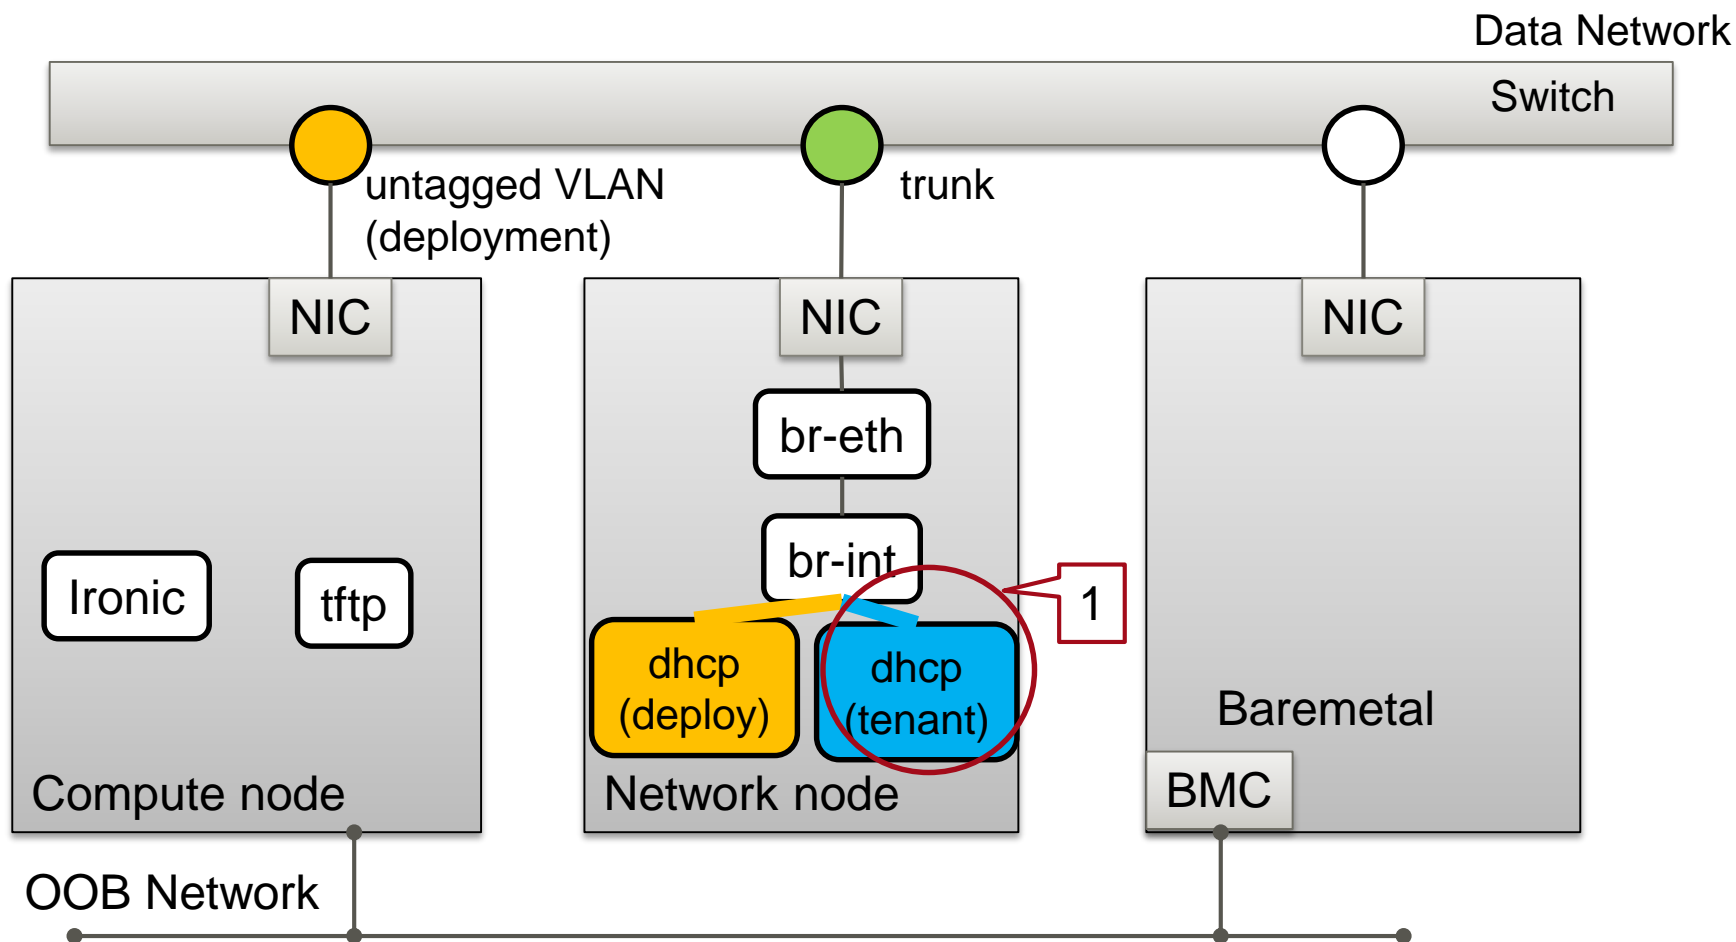 Data Network
Switch
untagged VLAN
(deployment)
trunk
NIC
NIC
NIC
br-eth
br-int
Ironic
tftp
1
dhcp
(deploy)
dhcp
(tenant)
Baremetal
Compute node
Network node
BMC
OOB Network